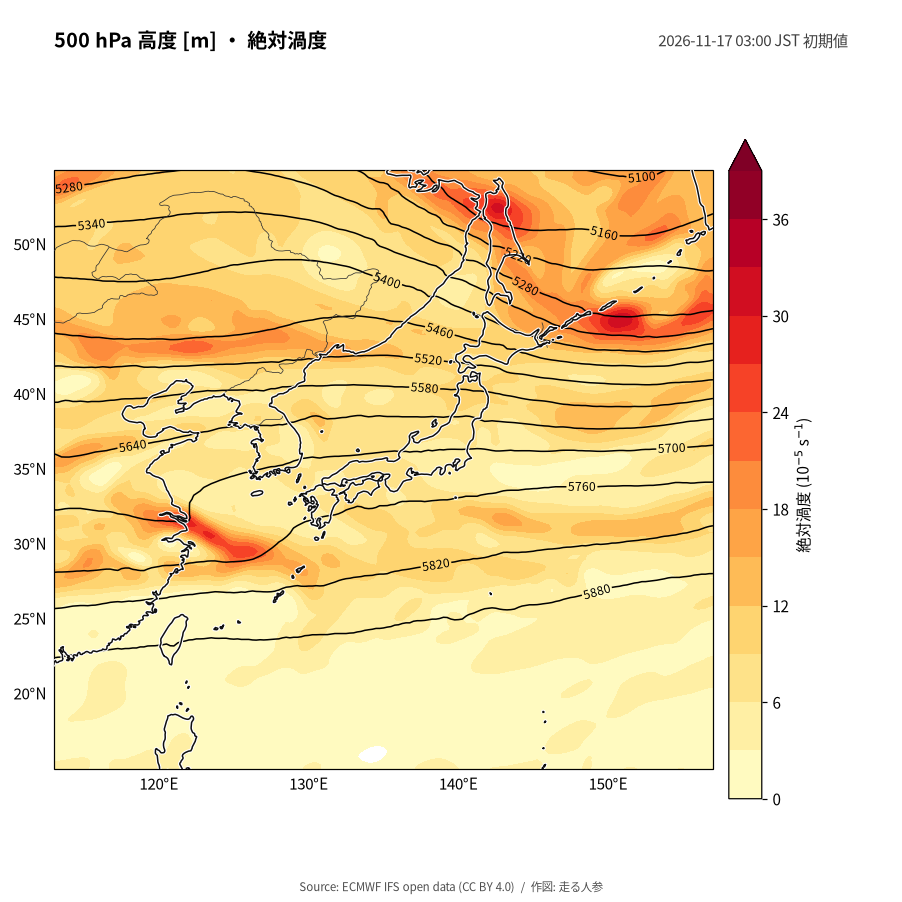 500 hPa 高度 [m] ・ 絶対渦度
2026-11-17 03:00 JST 初期値
5280
5100
5340
5160
5220
5400
5280
5460
5520
5580
5640
5700
5760
5820
5880
50°N
45°N
40°N
35°N
30°N
25°N
20°N
120°E
130°E
140°E
150°E
36
30
24
18
12
6
0
絶対渦度 (10⁻⁵ s⁻¹)
Source: ECMWF IFS open data (CC BY 4.0) / 作図: 走る人参